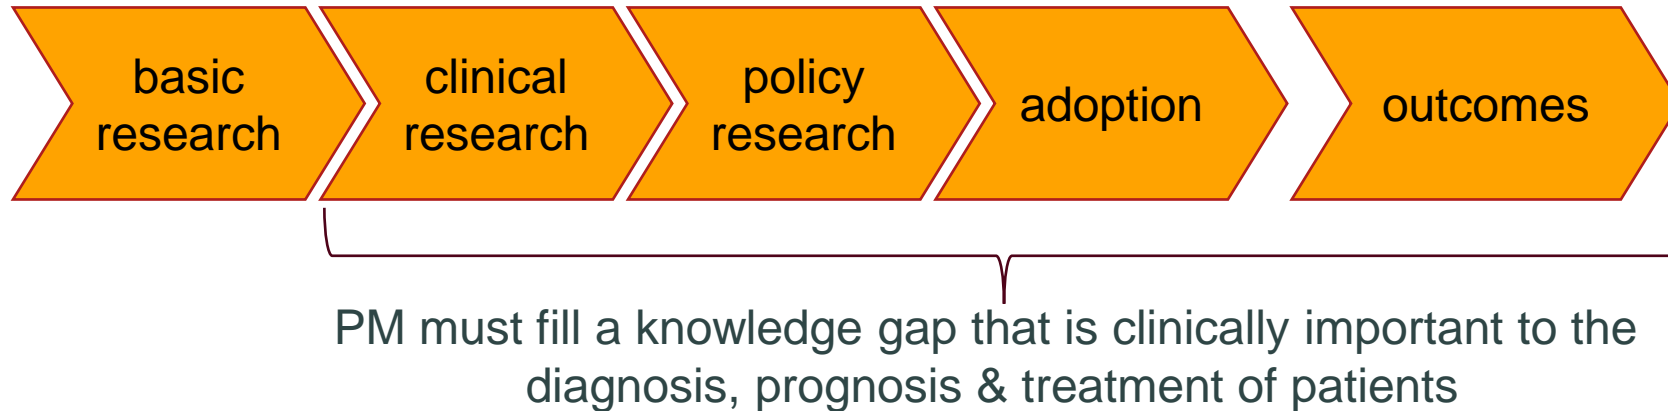 basic
research
clinical
research
policy
research
adoption
outcomes
PM must fill a knowledge gap that is clinically important to the
diagnosis, prognosis & treatment of patients